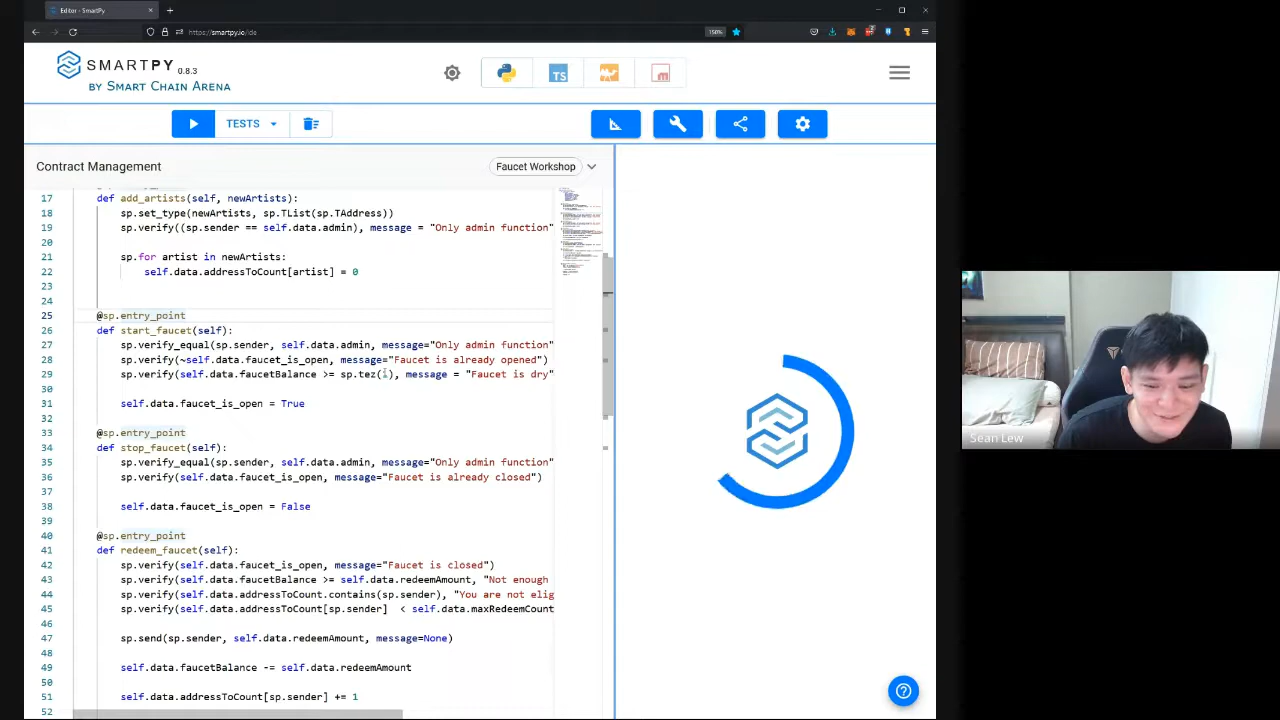 Editor - SmartPy
https://smartpy.io/ide
150%
SMARTPY 0.8.3
BY SMART CHAIN ARENA
TS
TESTS
Contract Management
Faucet Workshop
17 def add_artists(self, newArtists):
18 sp.set_type(newArtists, sp.TList(sp.TAddress))
19 sp.verify((sp.sender == self.data.admin), message = "Only admin function"
20
21 sp.for artist in newArtists:
22 self.data.addressToCount[artist] = 0
23
24
25 @sp.entry_point
26 def start_faucet(self):
27 sp.verify_equal(sp.sender, self.data.admin, message="Only admin function"
28 sp.verify(~self.data.faucet_is_open, message="Faucet is already opened")
29 sp.verify(self.data.faucetBalance >= sp.tez(1), message = "Faucet is dry"
30
31 self.data.faucet_is_open = True
32
33 @sp.entry_point
34 def stop_faucet(self):
35 sp.verify_equal(sp.sender, self.data.admin, message="Only admin function"
36 sp.verify(self.data.faucet_is_open, message="Faucet is already closed")
37
38 self.data.faucet_is_open = False
39
40 @sp.entry_point
41 def redeem_faucet(self):
42 sp.verify(self.data.faucet_is_open, message="Faucet is closed")
43 sp.verify(self.data.faucetBalance >= self.data.redeemAmount, "Not enough
44 sp.verify(self.data.addressToCount.contains(sp.sender), "You are not elig
45 sp.verify(self.data.addressToCount[sp.sender] < self.data.maxRedeemCount
46
47 sp.send(sp.sender, self.data.redeemAmount, message=None)
48
49 self.data.faucetBalance -= self.data.redeemAmount
50
51 self.data.addressToCount[sp.sender] += 1
52
Sean Lew